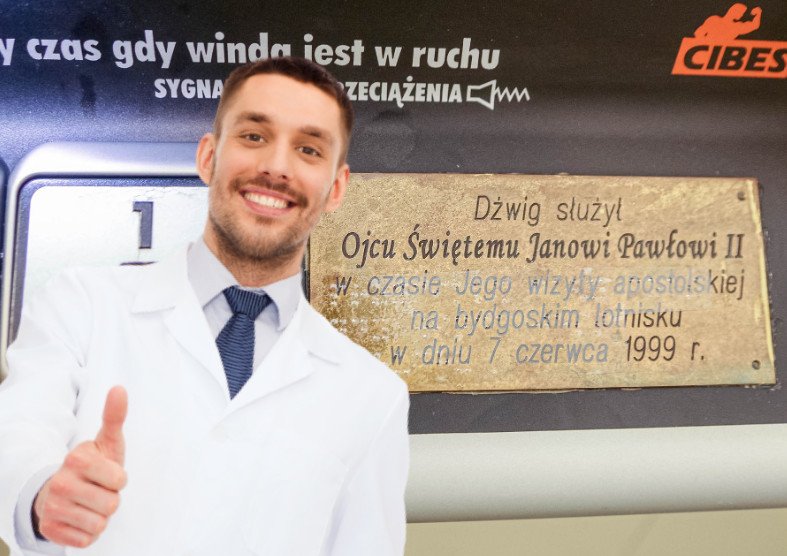 y czas gdy winda jest w ruchu
SYGNA ZECIĄŻENIA
CIBES
1
Dźwig służył
Ojcu Świętemu Janowi Pawłowi II
w czasie Jego wizyty apostolskiej
na bydgoskim lotnisku
w dniu 7 czerwca 1999 r.